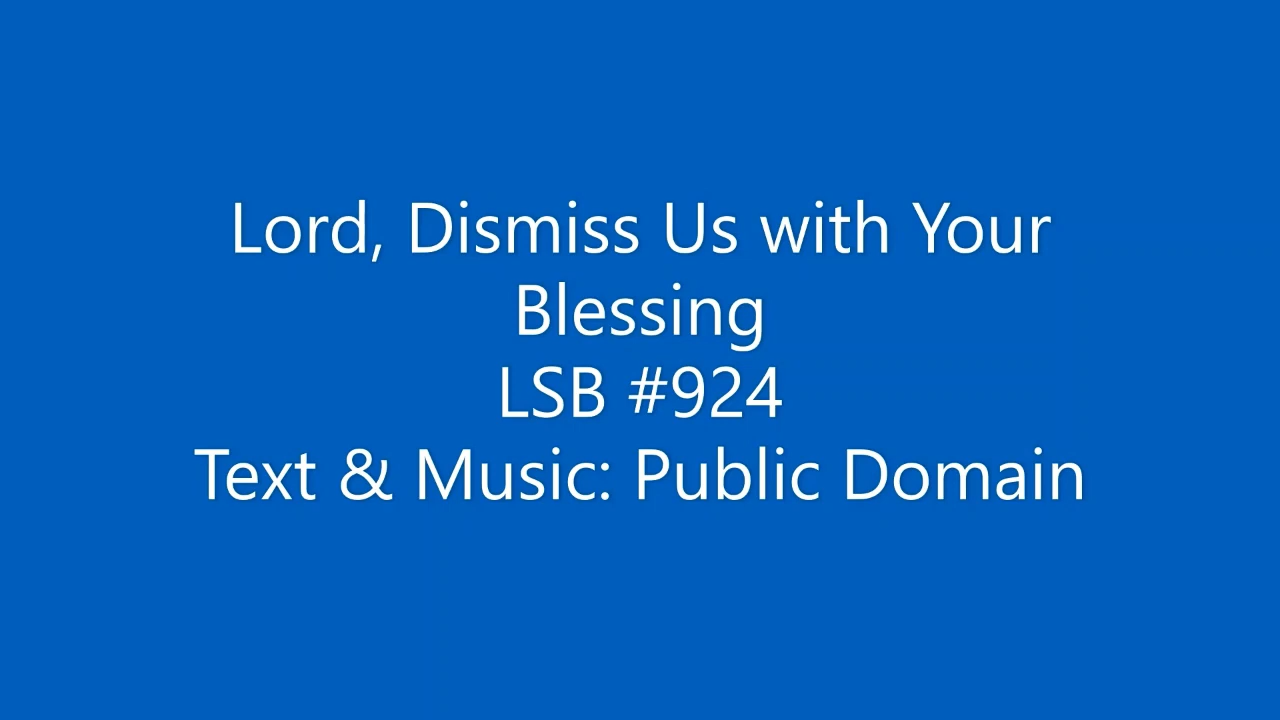 Lord, Dismiss Us with Your
Blessing
LSB #924
Text & Music: Public Domain